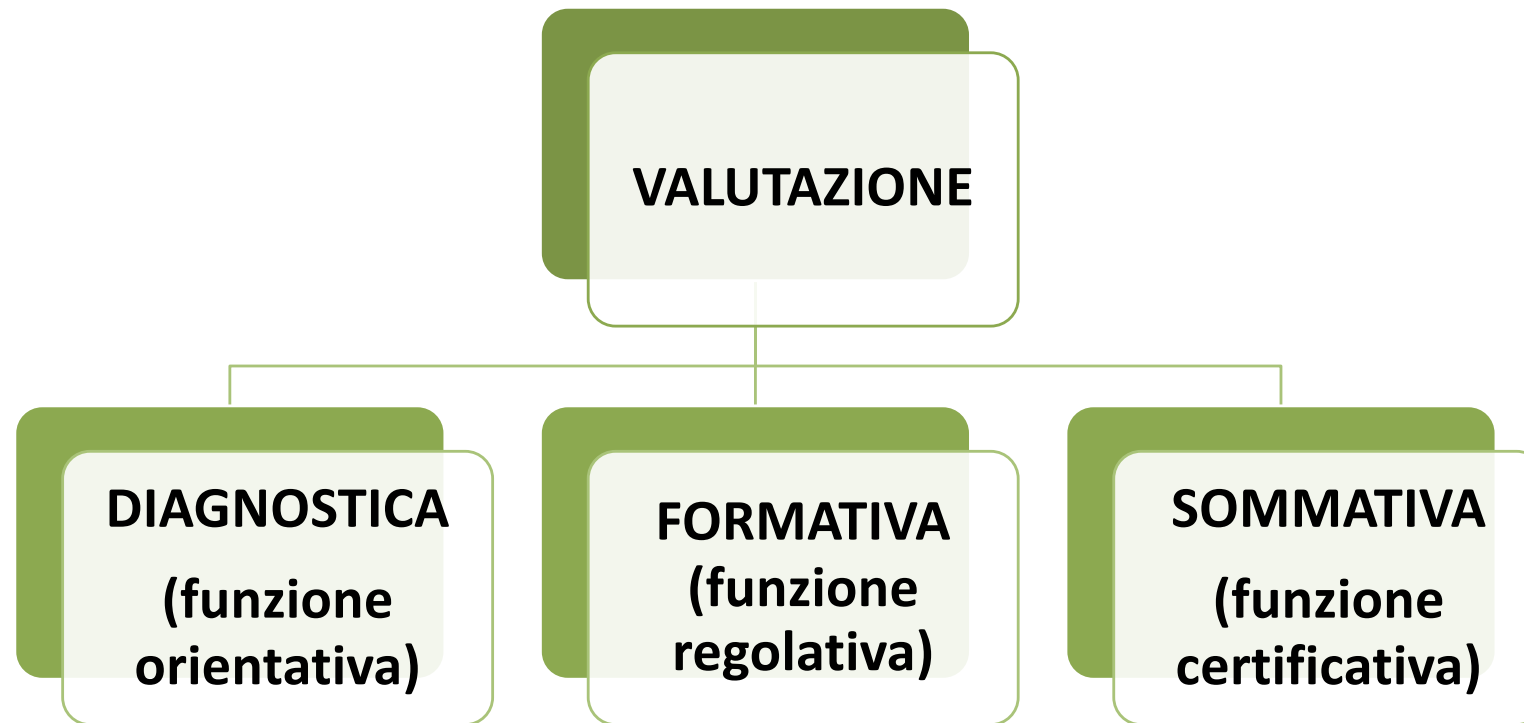 VALUTAZIONE
DIAGNOSTICA
(funzione
orientativa)
FORMATIVA
(funzione
regolativa)
SOMMATIVA
(funzione
certificativa)